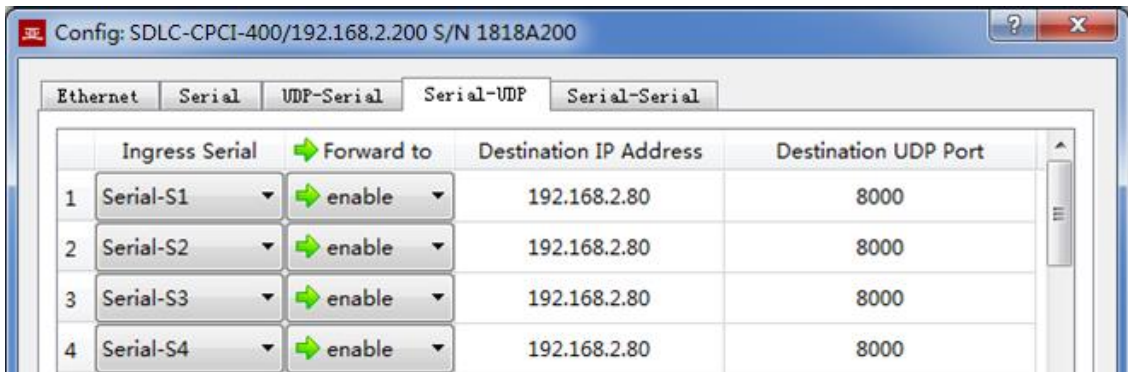 亚 Config: SDLC-CPCI-400/192.168.2.200 S/N 1818A200 ? X
Ethernet Serial UDP-Serial Serial-UDP Serial-Serial
Ingress Serial Forward to Destination IP Address Destination UDP Port
1 Serial-S1 enable 192.168.2.80 8000
2 Serial-S2 enable 192.168.2.80 8000
3 Serial-S3 enable 192.168.2.80 8000
4 Serial-S4 enable 192.168.2.80 8000